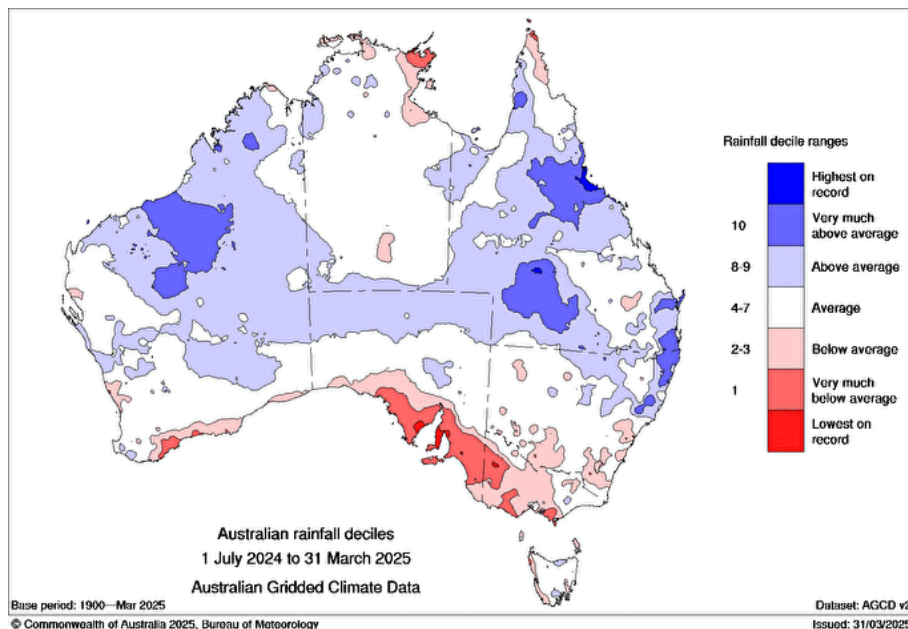 Rainfall decile ranges
Highest on
record
10
Very much
above average
8-9
Above average
4-7
Average
2-3
Below average
1
Very much
below average
Lowest on
record
Australian rainfall deciles
1 July 2024 to 31 March 2025
Australian Gridded Climate Data
Base period: 1900—Mar 2025
Dataset: AGCD v2
© Commonwealth of Australia 2025, Bureau of Meteorology
Issued: 31/03/2025